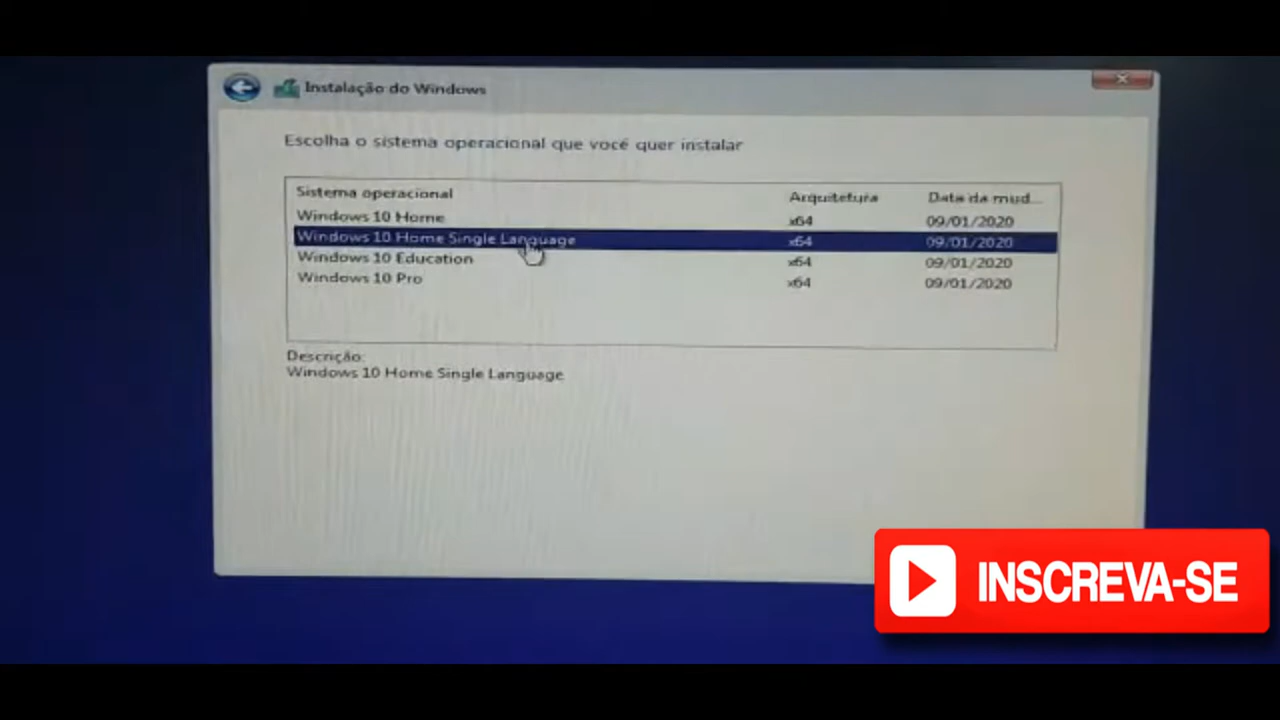 Instalação do Windows
Escolha o sistema operacional que você quer instalar
Sistema operacional Arquitetura Data da mud...
Windows 10 Home x64 09/01/2020
Windows 10 Home Single Language x64 09/01/2020
Windows 10 Education x64 09/01/2020
Windows 10 Pro x64 09/01/2020
Descrição:
Windows 10 Home Single Language
INSCREVA-SE